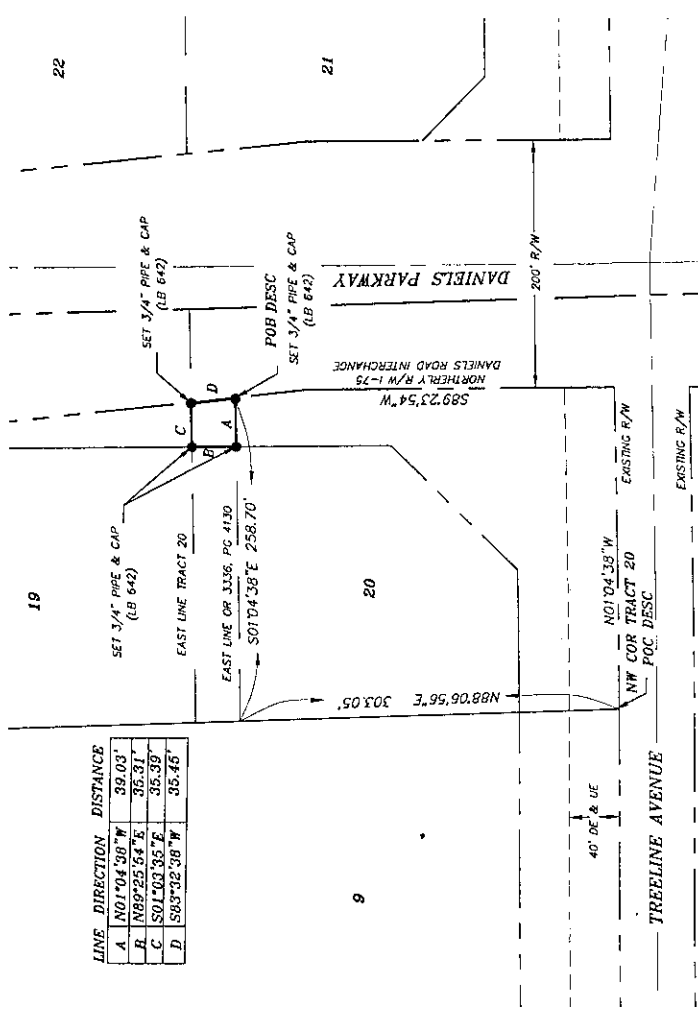 22
21
SET 3/4" PIPE & CAP
(LB 642)
POB DESC
SET 3/4" PIPE & CAP
(LB 642)
DANIELS PARKWAY
200' R/W
NORTHERLY R/W I-75
DANIELS ROAD INTERCHANGE
S89°23'54"W
D
C
A
B
EXISTING R/W
EXISTING R/W
19
SET 3/4" PIPE & CAP
(LB 642)
EAST LINE TRACT 20
EAST LINE OR 3336, PG 4130
S01°04'38"E 258.70'
20
N01°04'38"W
NW COR TRACT 20
POC DESC
N88°06'56"E 303.05'
LINE DIRECTION DISTANCE
A N01°04'38"W 39.03'
B N89°25'54"E 35.31'
C S01°03'35"E 35.39'
D S83°32'38"W 35.45'
9
40' DE & UE
TREELINE AVENUE